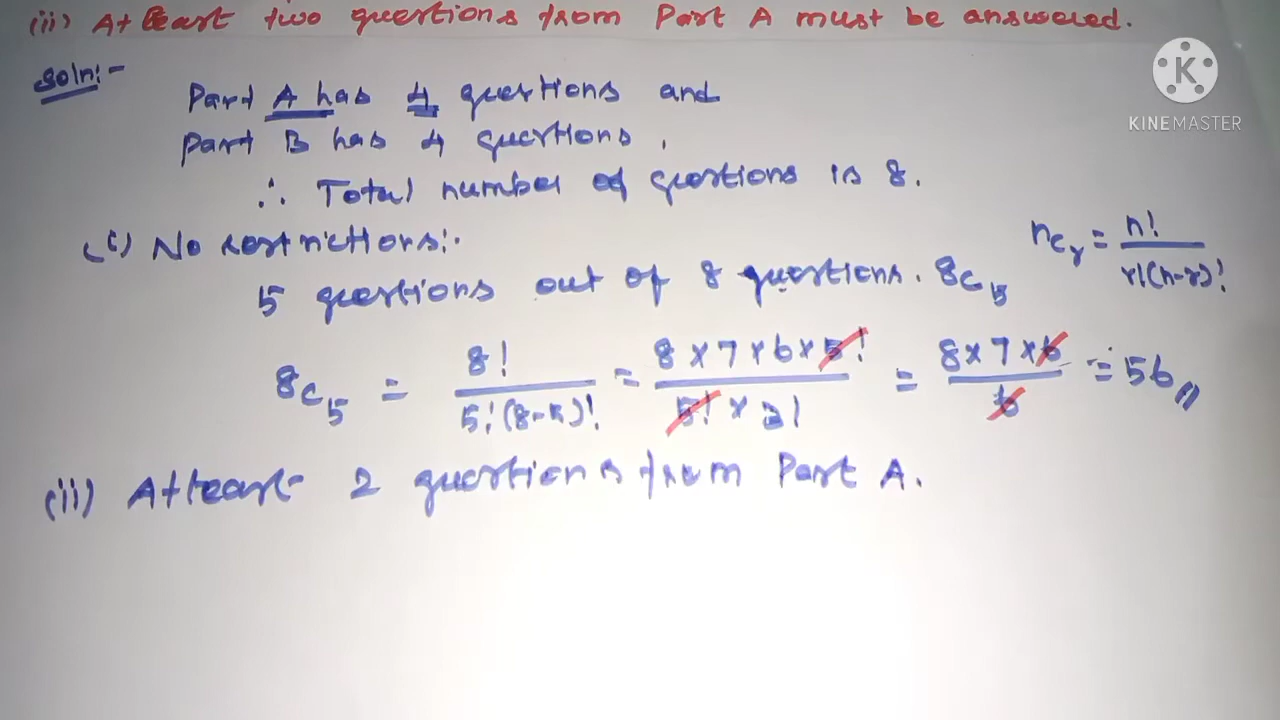 (ii) At least two questions from Part A must be answered.
Soln:-
Part A has 4 questions and
Part B has 4 questions.
∴ Total number of questions is 8.
(i) No restrictions:-
5 questions out of 8 questions. 8C5
nCr = n! / r!(n-r)!
8C5 = 8! / 5!(8-5)! = 8 x 7 x 6 x 5! / 5! x 3! = 8 x 7 x 6 / 6 = 56 //
(ii) Atleast 2 questions from Part A.
K
KINEMASTER